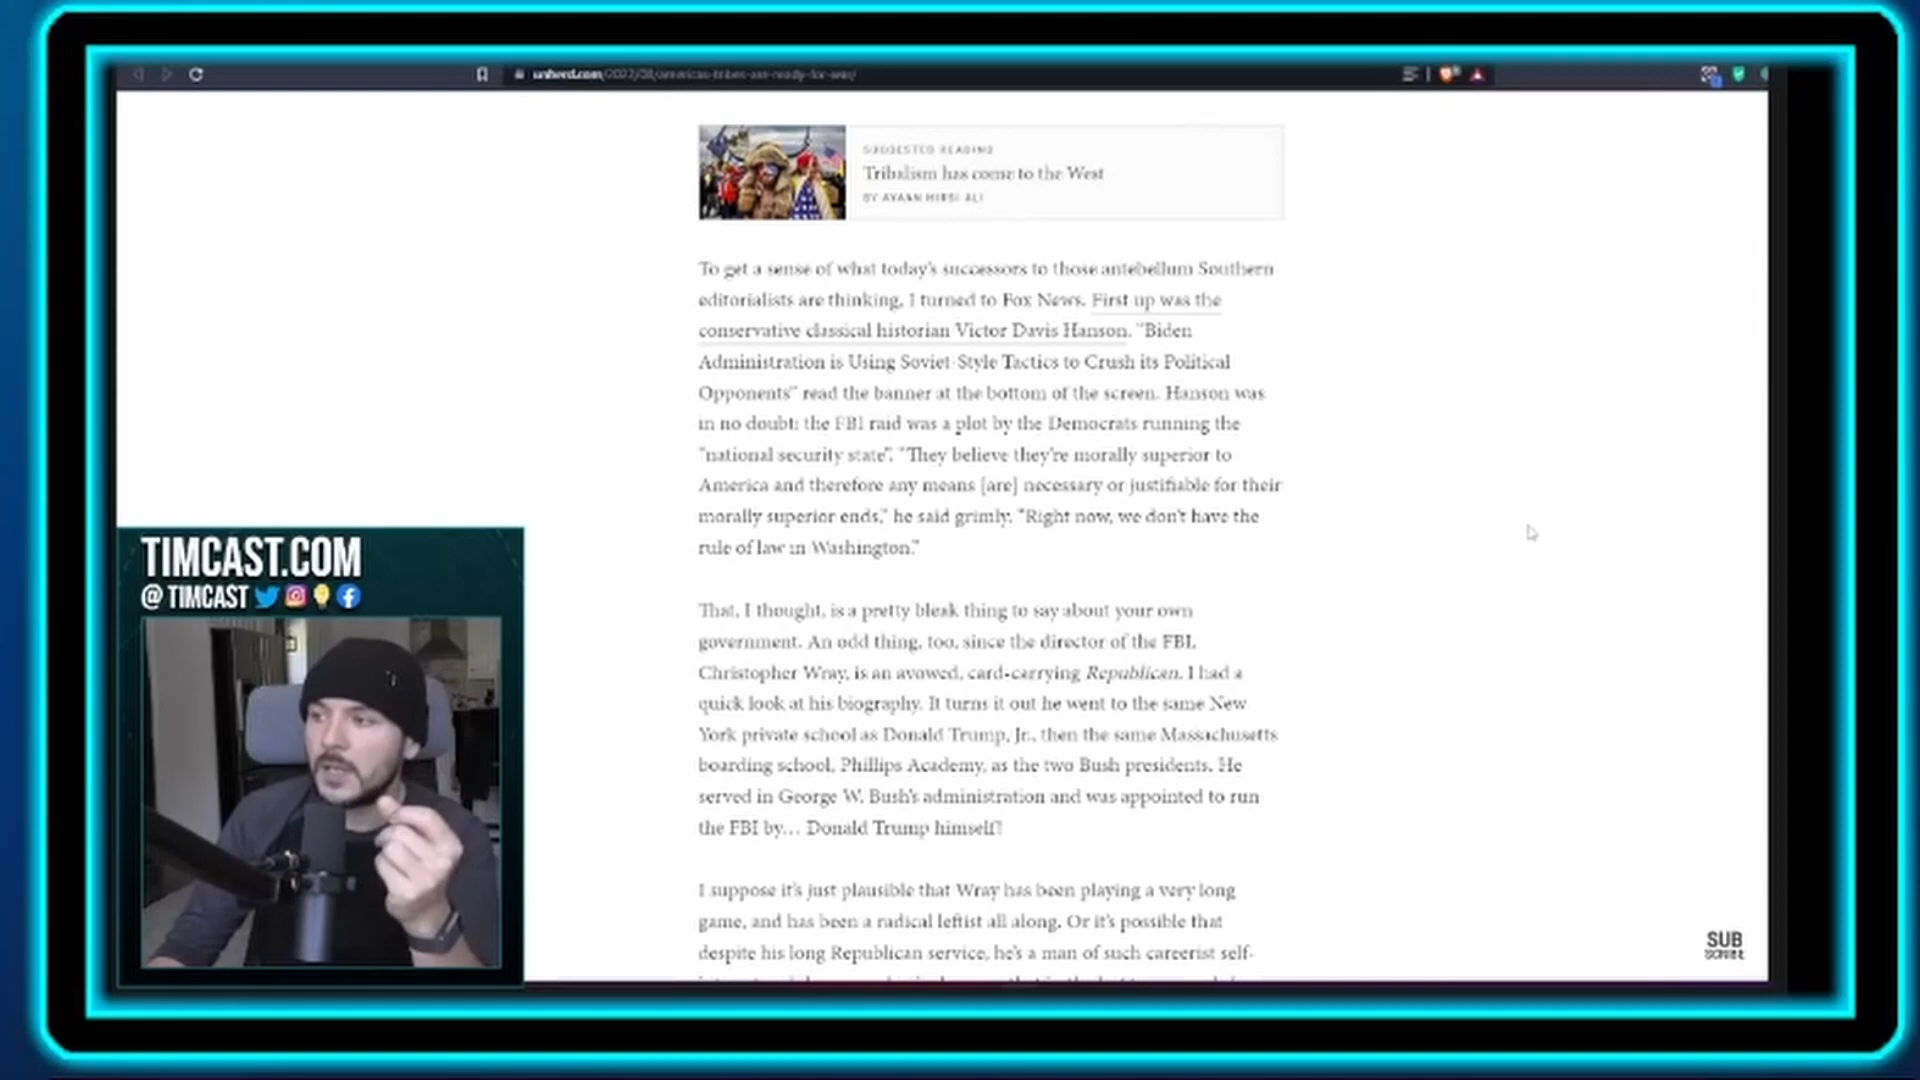 unherd.com/2022/08/americas-tribes-are-ready-for-war/
SUGGESTED READING
Tribalism has come to the West
BY AYAAN HIRSI ALI
To get a sense of what today's successors to those antebellum Southern
editorialists are thinking, I turned to Fox News. First up was the
conservative classical historian Victor Davis Hanson. "Biden
Administration is Using Soviet-Style Tactics to Crush its Political
Opponents" read the banner at the bottom of the screen. Hanson was
in no doubt: the FBI raid was a plot by the Democrats running the
"national security state". "They believe they're morally superior to
America and therefore any means [are] necessary or justifiable for their
morally superior ends," he said grimly. "Right now, we don't have the
rule of law in Washington."
That, I thought, is a pretty bleak thing to say about your own
government. An odd thing, too, since the director of the FBI,
Christopher Wray, is an avowed, card-carrying Republican. I had a
quick look at his biography. It turns it out he went to the same New
York private school as Donald Trump, Jr., then the same Massachusetts
boarding school, Phillips Academy, as the two Bush presidents. He
served in George W. Bush's administration and was appointed to run
the FBI by… Donald Trump himself!
I suppose it's just plausible that Wray has been playing a very long
game, and has been a radical leftist all along. Or it's possible that
despite his long Republican service, he's a man of such careerist self-
TIMCAST.COM
@ TIMCAST
SUB
SCRIBE